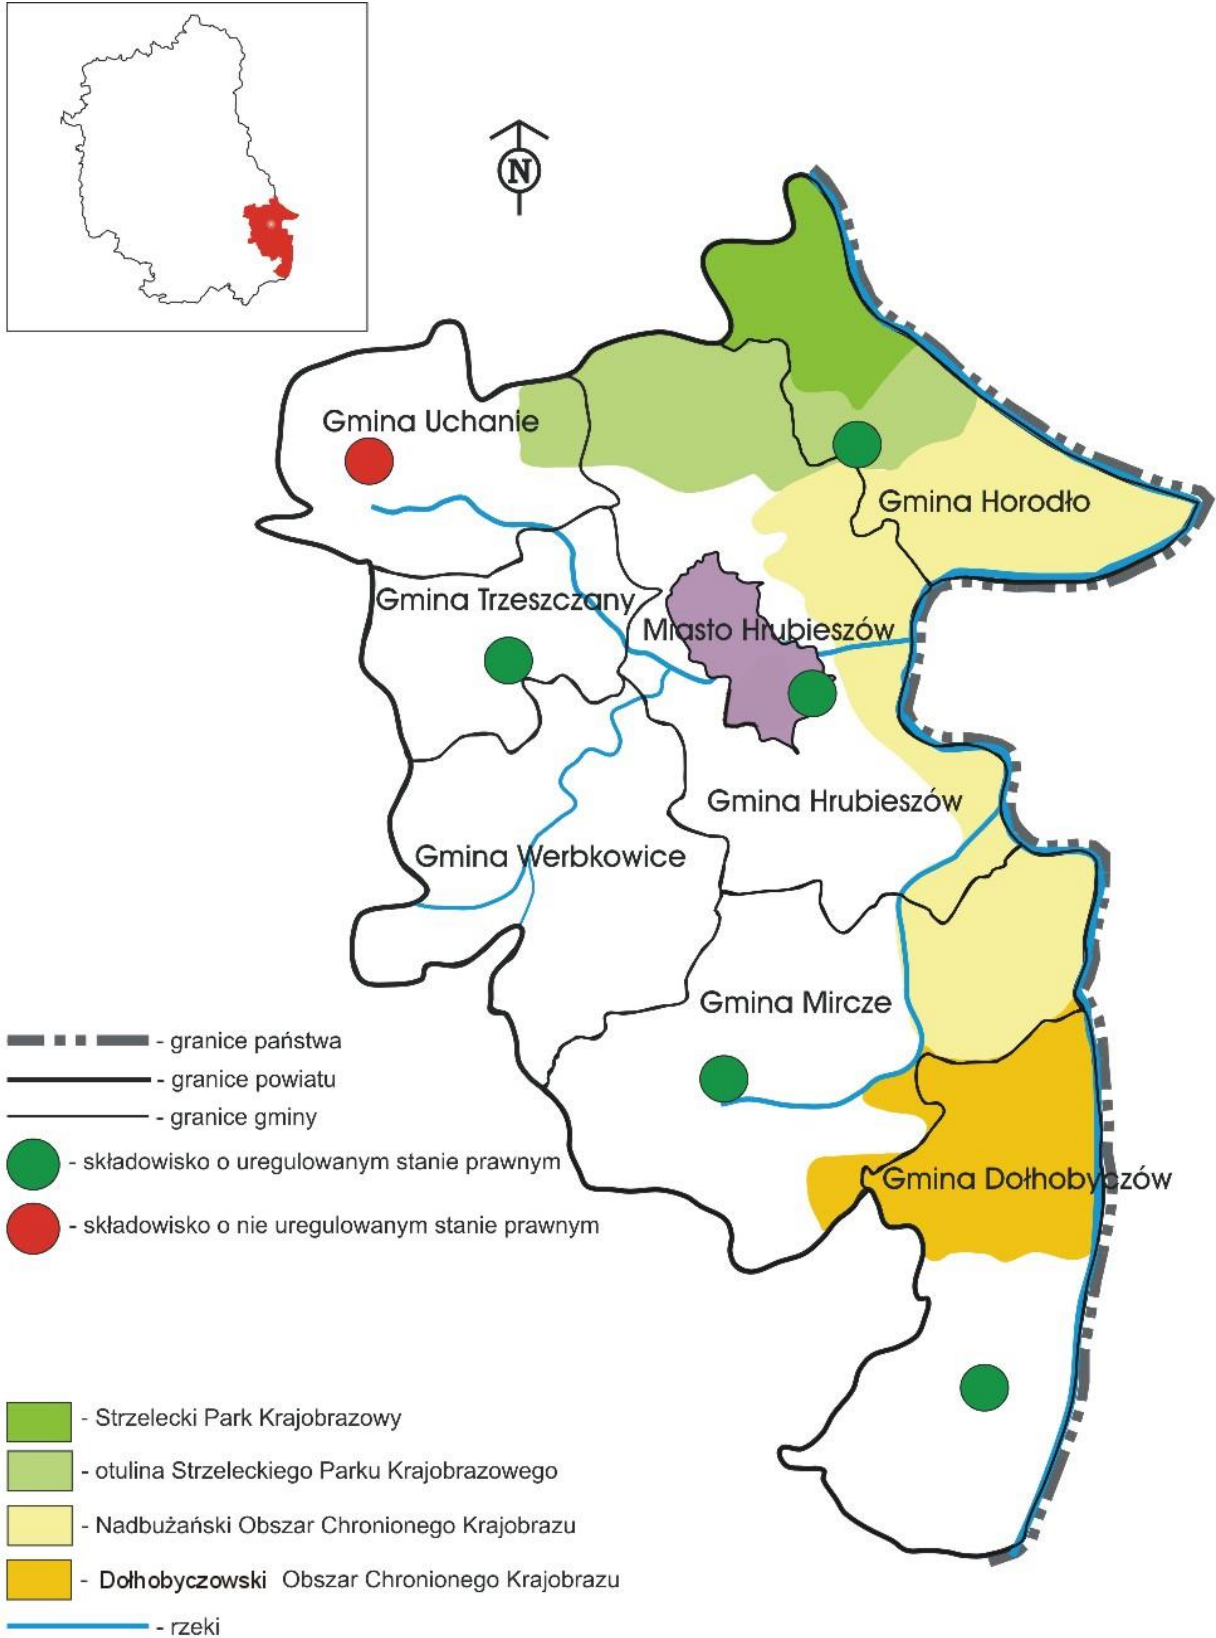 N
Gmina Uchanie
Gmina Horodło
Gmina Trzeszczany
Miasto Hrubieszów
Gmina Hrubieszów
Gmina Werbkowice
Gmina Mircze
Gmina Dołhobyczów
- granice państwa
- granice powiatu
- granice gminy
- składowisko o uregulowanym stanie prawnym
- składowisko o nie uregulowanym stanie prawnym
- Strzelecki Park Krajobrazowy
- otulina Strzeleckiego Parku Krajobrazowego
- Nadbużański Obszar Chronionego Krajobrazu
- Dołhobyczowski Obszar Chronionego Krajobrazu
- rzeki